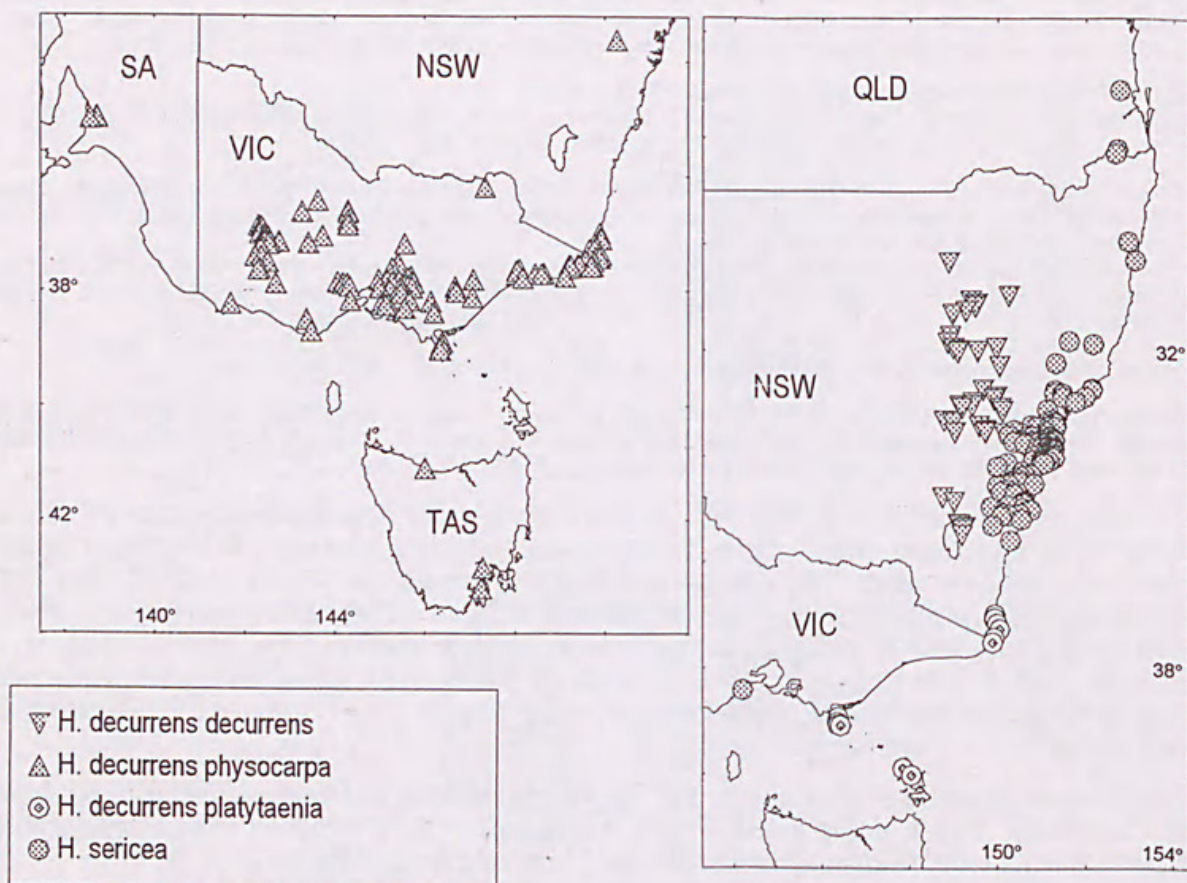 SA
NSW
VIC
38°
42°
TAS
140°
144°
QLD
NSW
32°
VIC
38°
150°
154°
H. decurrens decurrens
H. decurrens physocarpa
H. decurrens platytaenia
H. sericea